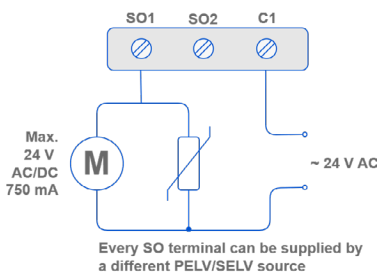 SO1 SO2 C1
Max.
24 V
AC/DC
750 mA
M
~ 24 V AC
Every SO terminal can be supplied by
a different PELV/SELV source